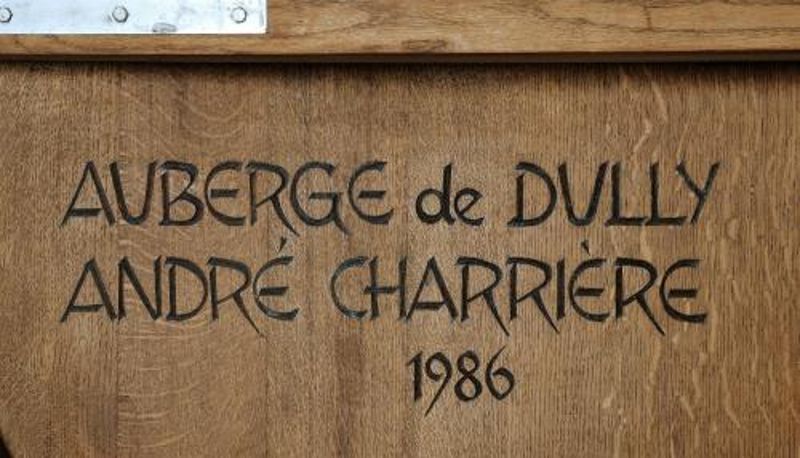 AUBERGE de DULLY
ANDRÉ CHARRIÈRE
1986